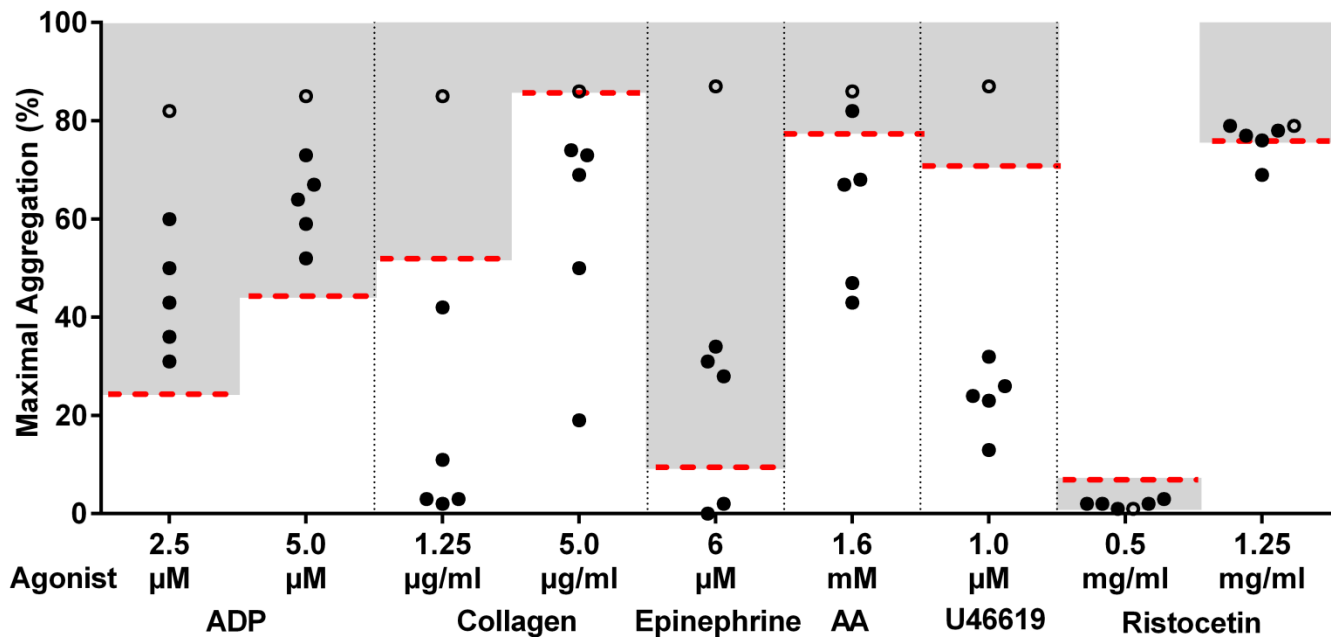 Maximal Aggregation (%)
100
80
60
40
20
0
2.5 5.0 1.25 5.0 6 1.6 1.0 0.5 1.25
Agonist µM µM µg/ml µg/ml µM mM µM mg/ml mg/ml
ADP Collagen Epinephrine AA U46619 Ristocetin